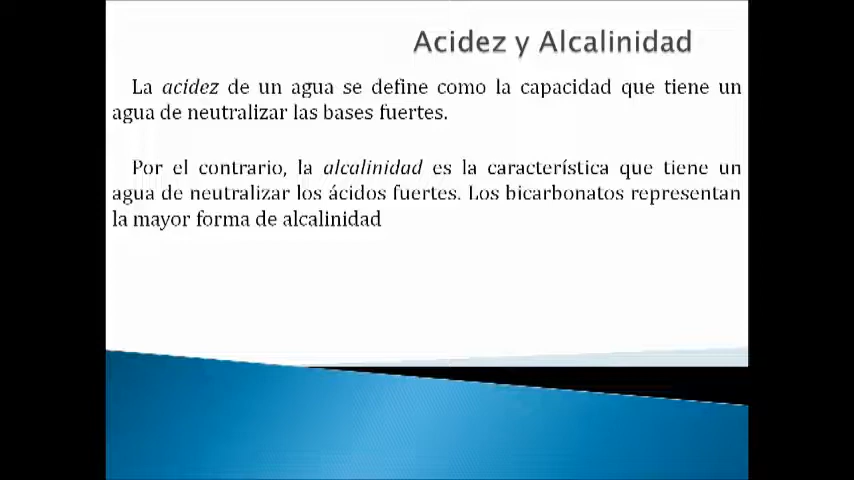 Acidez y Alcalinidad
La acidez de un agua se define como la capacidad que tiene un
agua de neutralizar las bases fuertes.
Por el contrario, la alcalinidad es la característica que tiene un
agua de neutralizar los ácidos fuertes. Los bicarbonatos representan
la mayor forma de alcalinidad